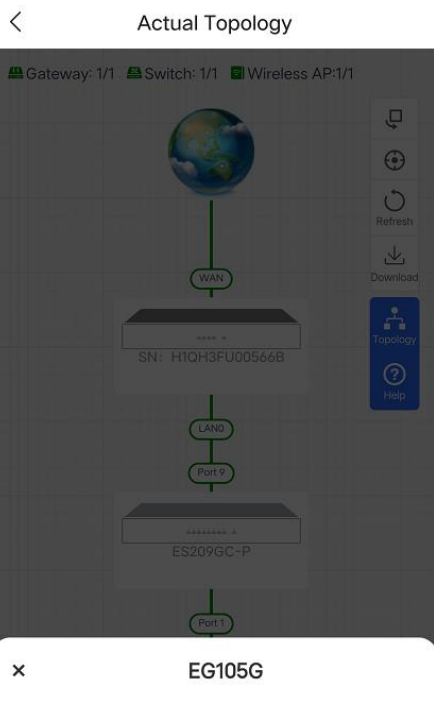 Actual Topology
Gateway: 1/1 Switch: 1/1 Wireless AP:1/1
Refresh
WAN
Download
Topology
SN: H1QH3FU00566B
Help
LAN0
Port 9
ES209GC-P
Port 1
EG105G